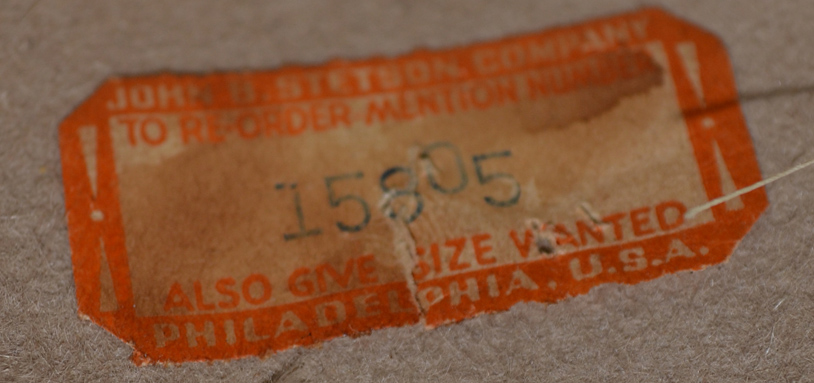 JOHN B. STETSON COMPANY
TO RE-ORDER MENTION NUMBER
15805
ALSO GIVE SIZE WANTED
PHILADELPHIA, U.S.A.